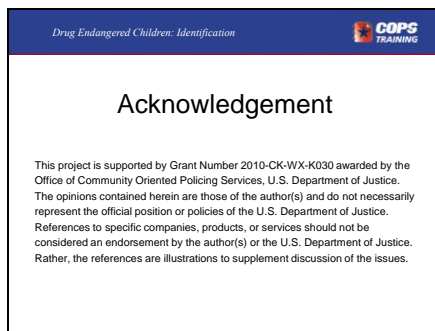 Drug Endangered Children: Identification
COPS
TRAINING
Acknowledgement
This project is supported by Grant Number 2010-CK-WX-K030 awarded by the
Office of Community Oriented Policing Services, U.S. Department of Justice.
The opinions contained herein are those of the author(s) and do not necessarily
represent the official position or policies of the U.S. Department of Justice.
References to specific companies, products, or services should not be
considered an endorsement by the author(s) or the U.S. Department of Justice.
Rather, the references are illustrations to supplement discussion of the issues.